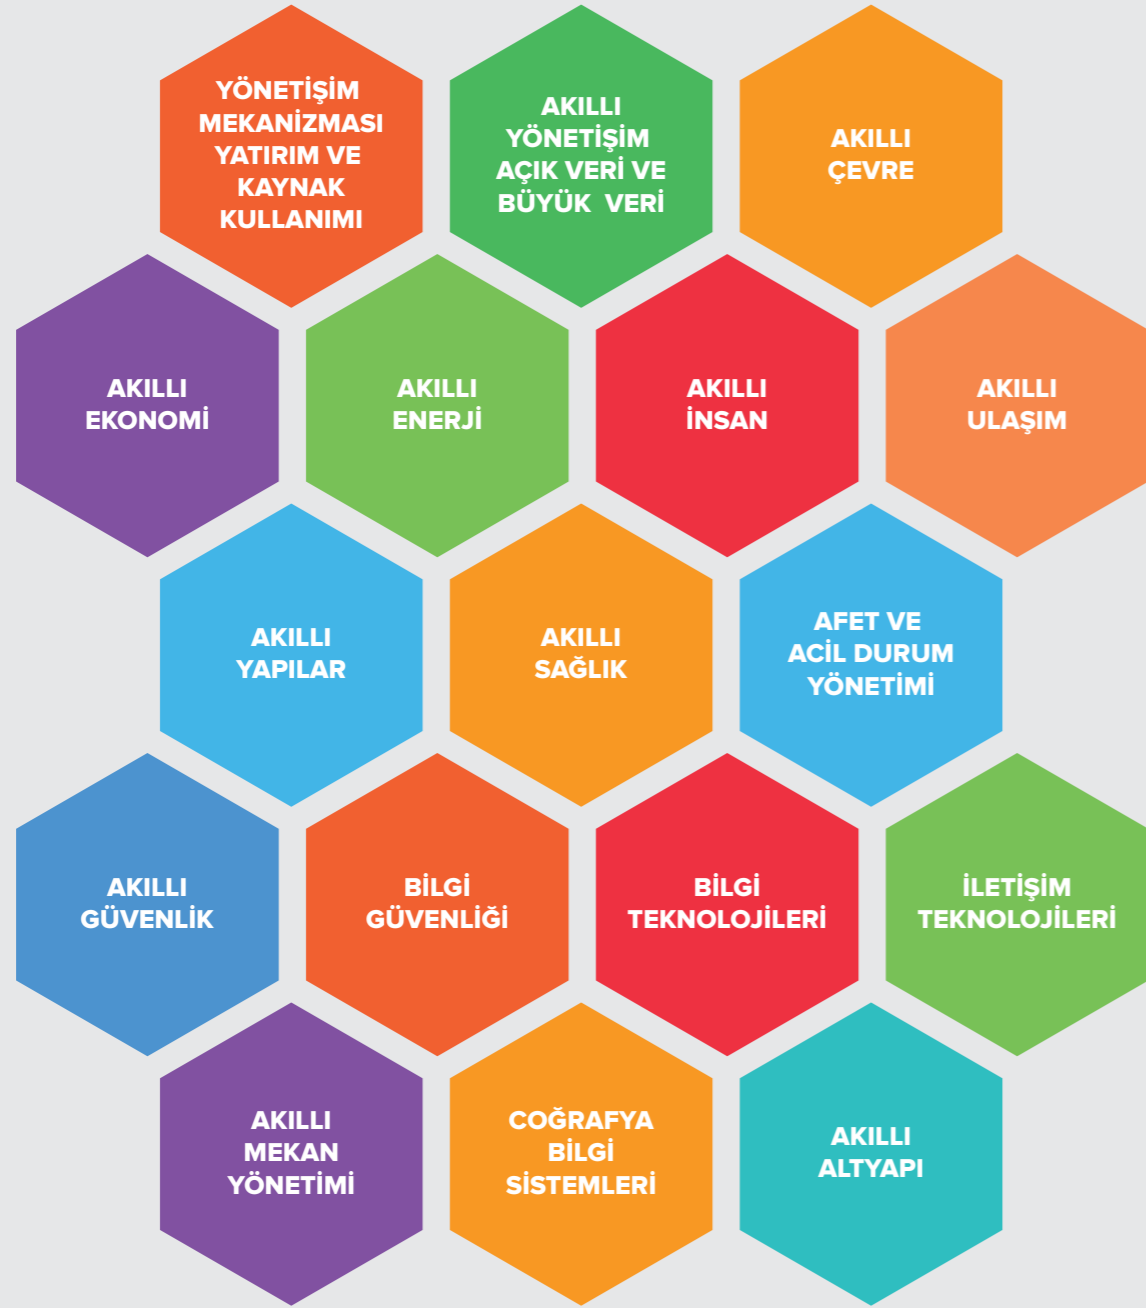 YÖNETİŞİM
MEKANİZMASI
YATIRIM VE
KAYNAK
KULLANIMI
AKILLI
YÖNETİŞİM
AÇIK VERİ VE
BÜYÜK VERİ
AKILLI
ÇEVRE
AKILLI
EKONOMİ
AKILLI
ENERJİ
AKILLI
İNSAN
AKILLI
ULAŞIM
AKILLI
YAPILAR
AKILLI
SAĞLIK
AFET VE
ACİL DURUM
YÖNETİMİ
AKILLI
GÜVENLİK
BİLGİ
GÜVENLİĞİ
BİLGİ
TEKNOLOJİLERİ
İLETİŞİM
TEKNOLOJİLERİ
AKILLI
MEKAN
YÖNETİMİ
COĞRAFYA
BİLGİ
SİSTEMLERİ
AKILLI
ALTYAPI